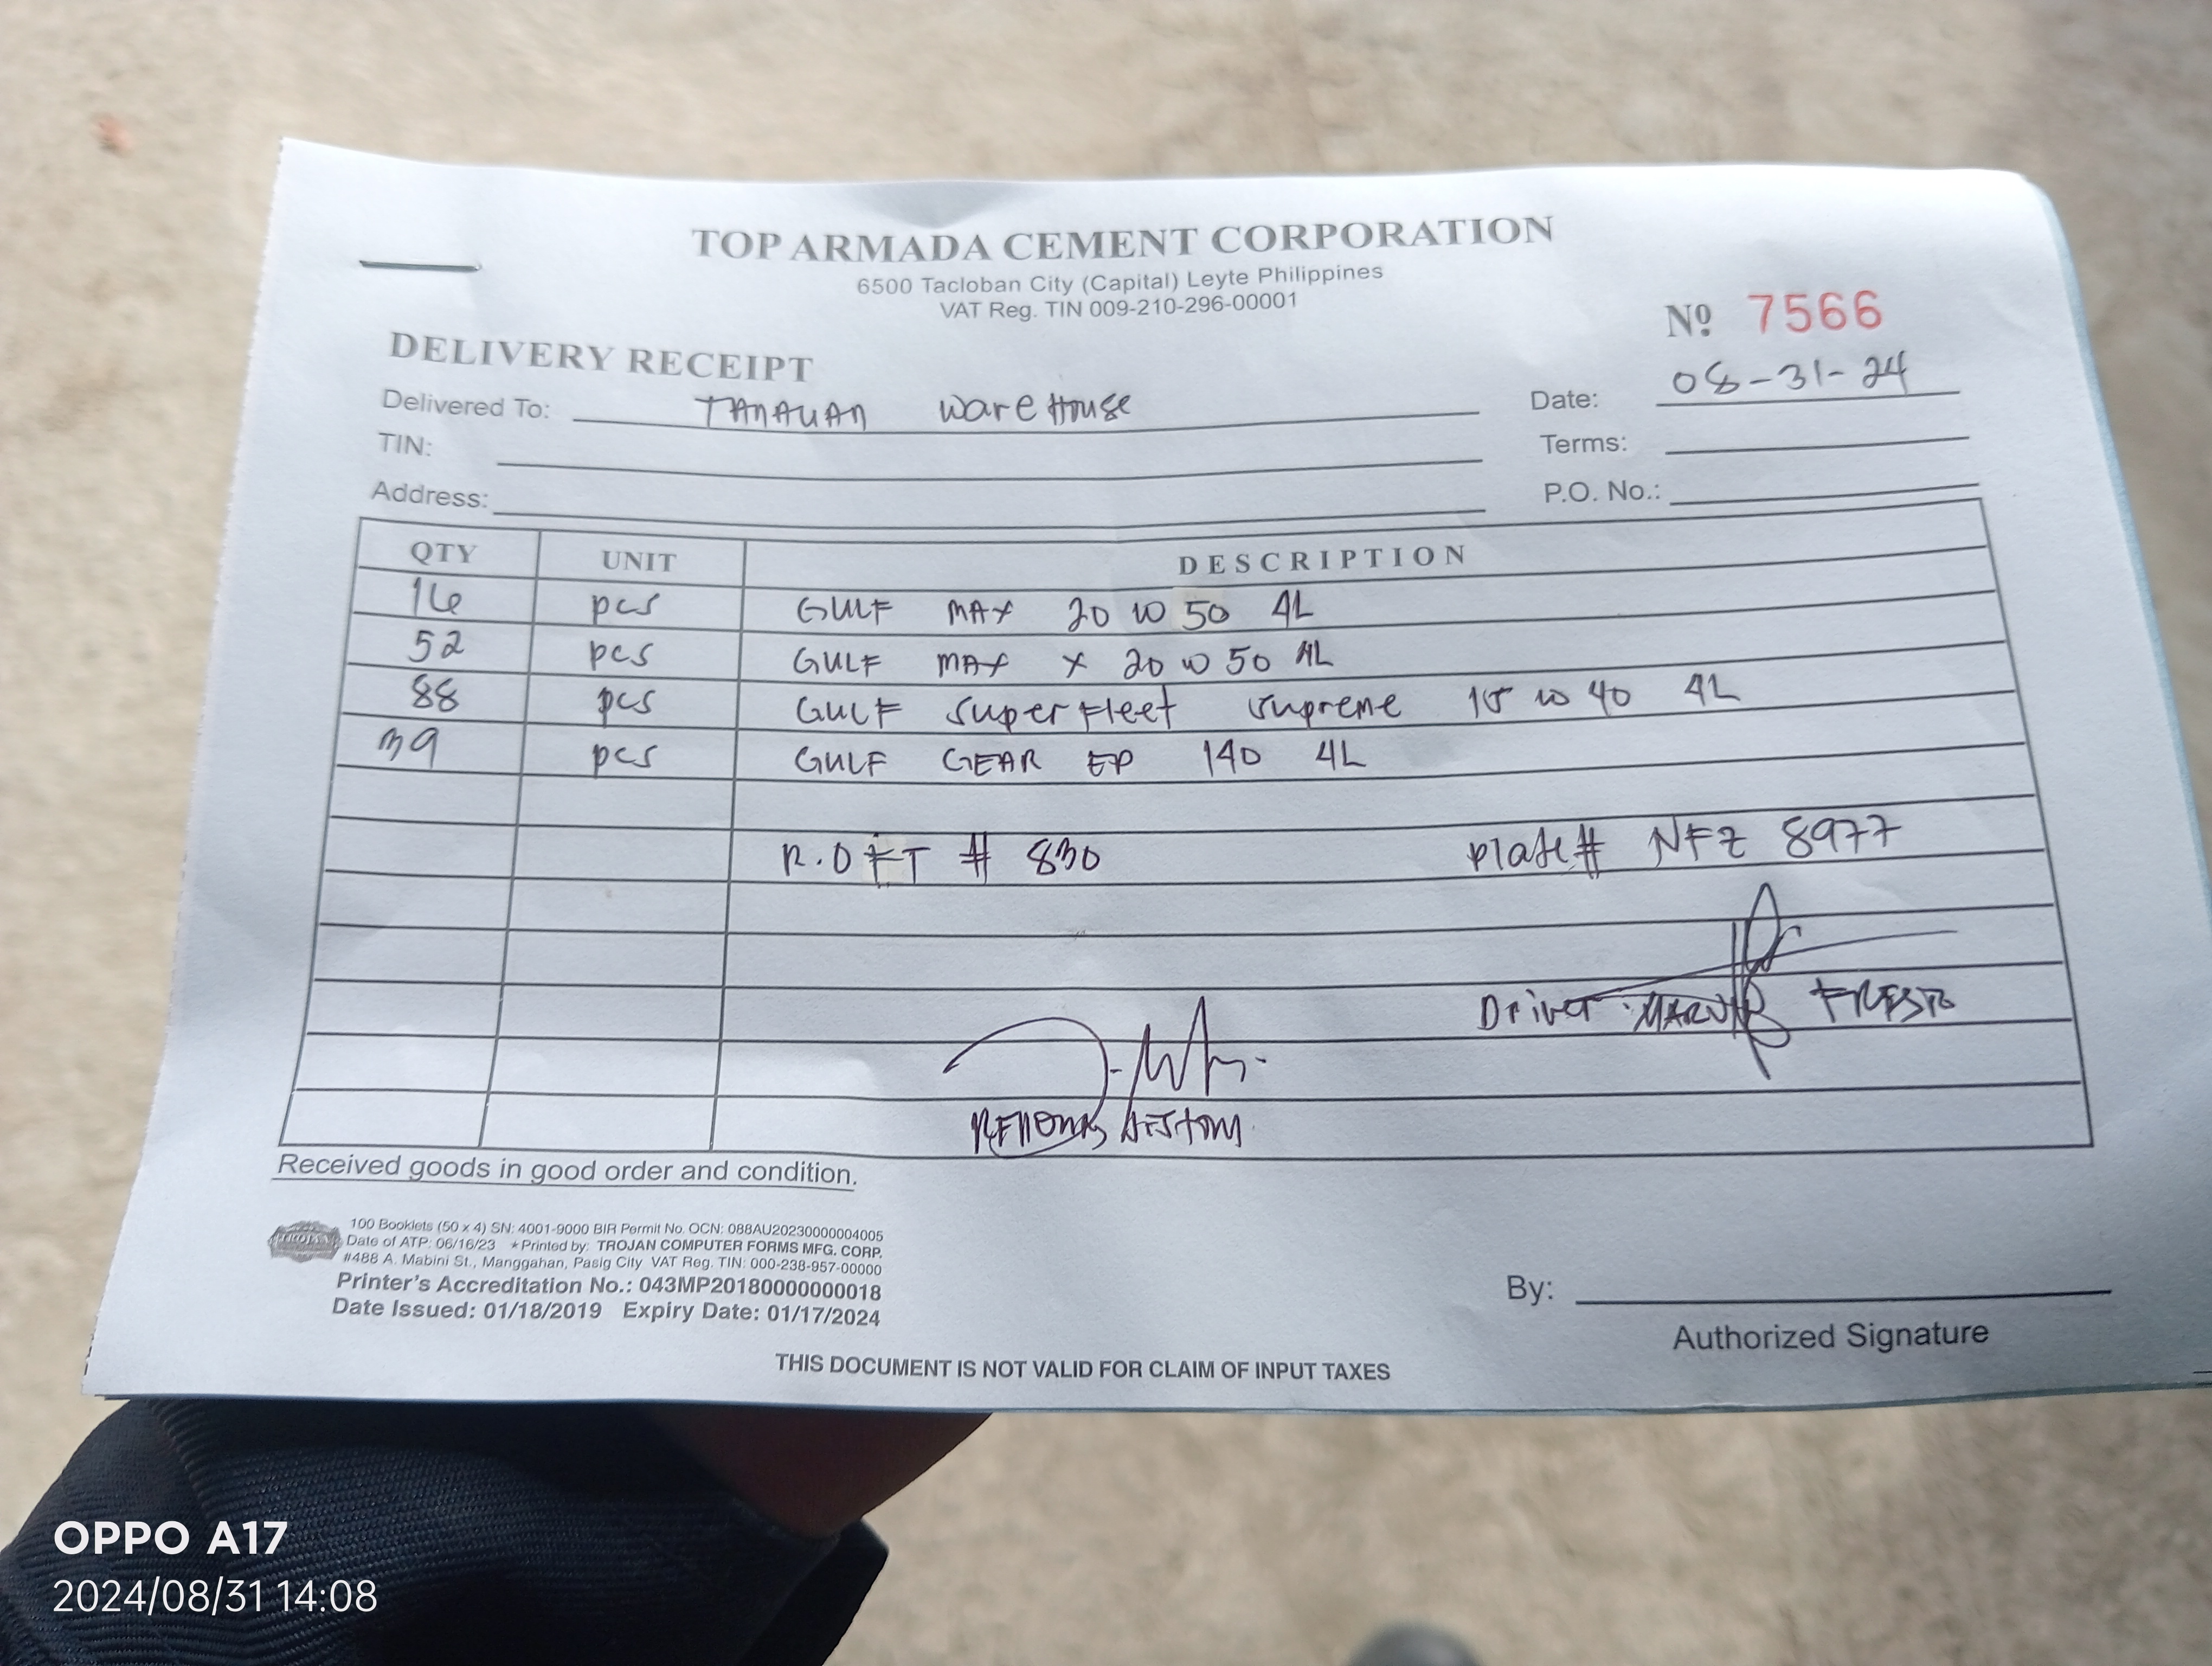 TOP ARMADA CEMENT CORPORATION
6500 Tacloban City (Capital) Leyte Philippines
VAT Reg. TIN 009-210-296-00001
Nº 7566
DELIVERY RECEIPT
Delivered To: TANAUAN WareHouse Date: 08-31-24
TIN: Terms:
Address: P.O. No.:
QTY UNIT DESCRIPTION
16 pcs GULF MAX 20 W 50 4L
52 pcs GULF MAX X 20 W 50 4L
88 pcs GULF Super Fleet supreme 15 W 40 4L
39 pcs GULF GEAR EP 140 4L
R.O FT # 830 Plate# NFZ 8977
Driver
Received goods in good order and condition.
TROJAN
100 Booklets (50 x 4) SN: 4001-9000 BIR Permit No. OCN: 088AU20230000004005
Date of ATP: 06/16/23 ★Printed by: TROJAN COMPUTER FORMS MFG. CORP.
#488 A. Mabini St., Manggahan, Pasig City VAT Reg. TIN: 000-238-957-00000
Printer's Accreditation No.: 043MP20180000000018
Date Issued: 01/18/2019 Expiry Date: 01/17/2024
By:
Authorized Signature
THIS DOCUMENT IS NOT VALID FOR CLAIM OF INPUT TAXES
OPPO A17
2024/08/31 14:08